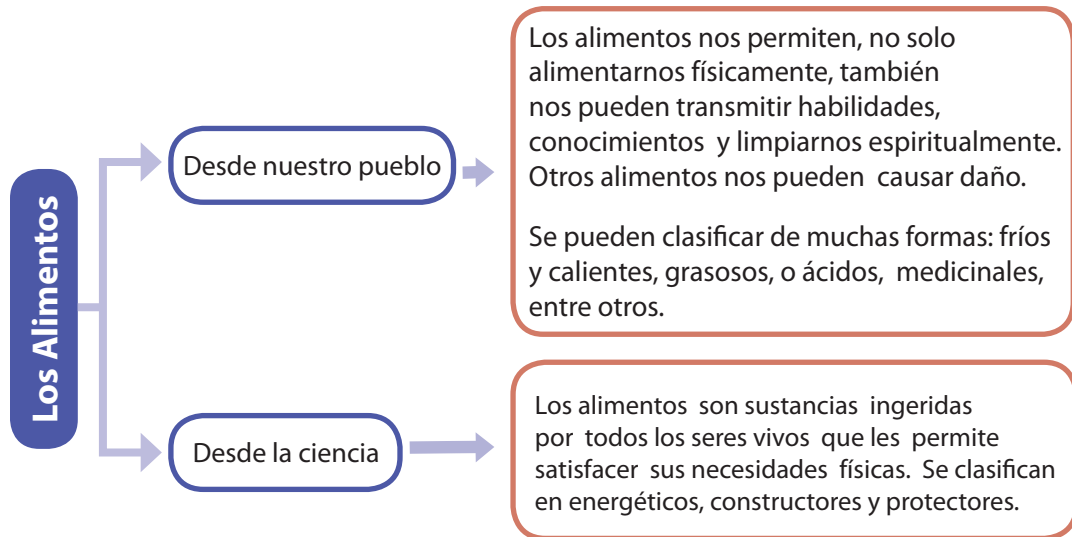 Los Alimentos
Desde nuestro pueblo
Los alimentos nos permiten, no solo
alimentarnos físicamente, también
nos pueden transmitir habilidades,
conocimientos y limpiarnos espiritualmente.
Otros alimentos nos pueden causar daño.
Se pueden clasificar de muchas formas: fríos
y calientes, grasosos, o ácidos, medicinales,
entre otros.
Desde la ciencia
Los alimentos son sustancias ingeridas
por todos los seres vivos que les permite
satisfacer sus necesidades físicas. Se clasifican
en energéticos, constructores y protectores.